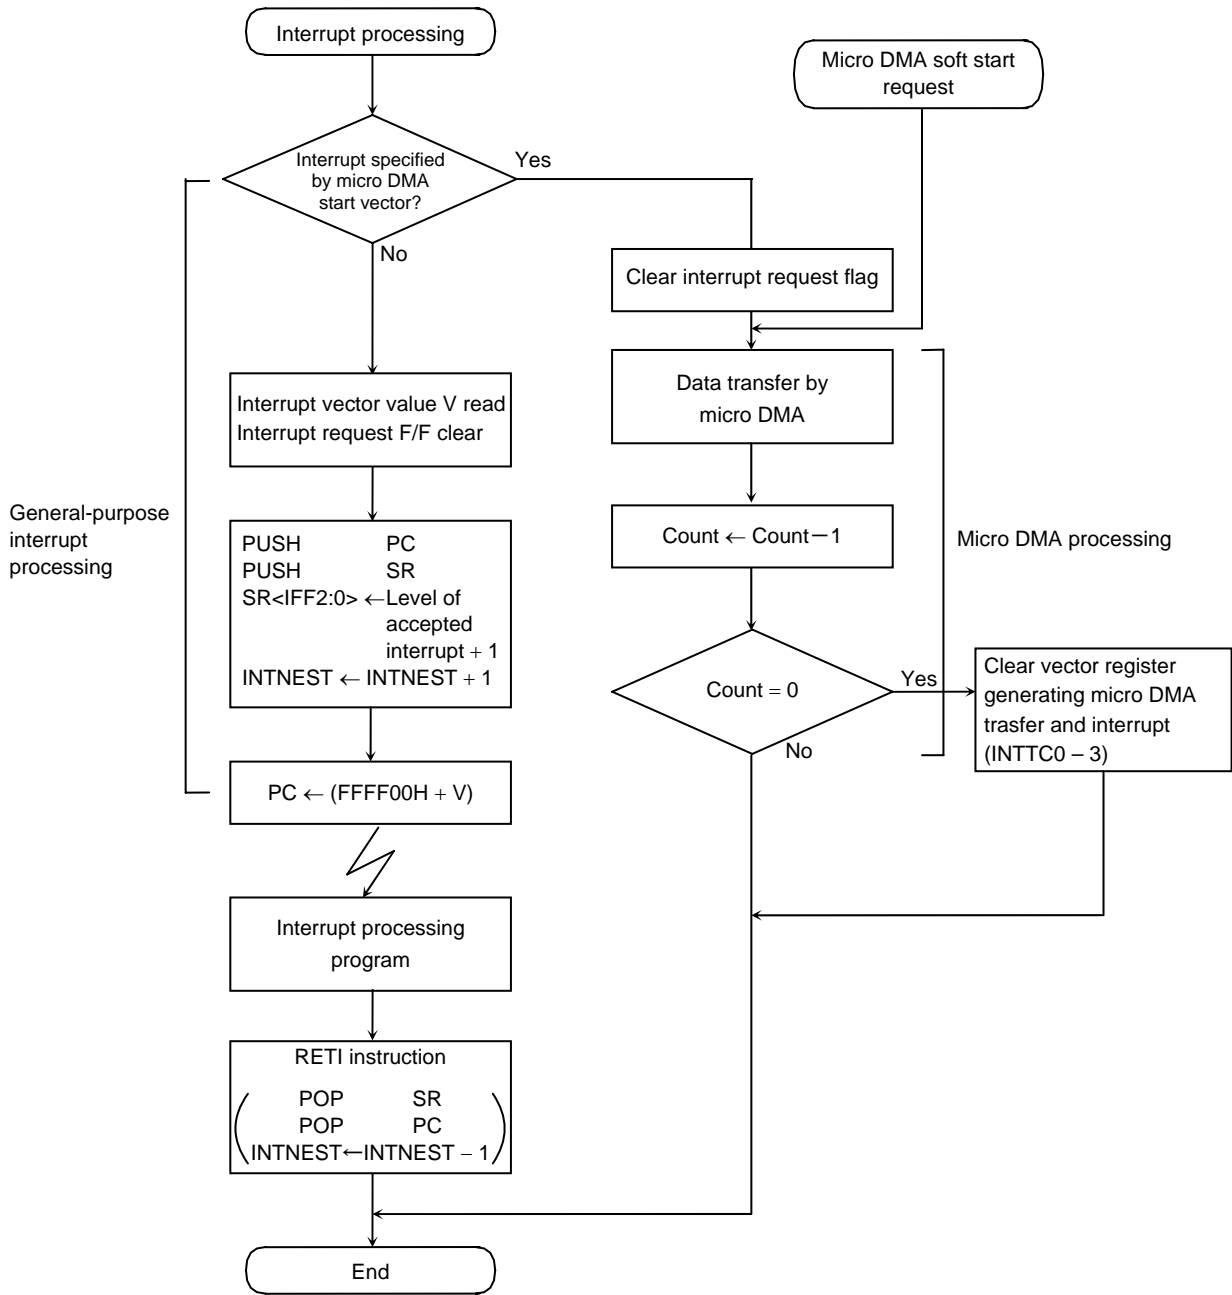 Interrupt processing
Micro DMA soft start
request
Interrupt specified
by micro DMA
start vector?
Yes
No
Clear interrupt request flag
Data transfer by
micro DMA
Interrupt vector value V read
Interrupt request F/F clear
General-purpose
interrupt
processing
PUSH PC
PUSH SR
SR<IFF2:0> ←Level of
accepted
interrupt + 1
INTNEST ← INTNEST + 1
Count ← Count−1
Micro DMA processing
Count = 0
Yes
No
Clear vector register
generating micro DMA
trasfer and interrupt
(INTTC0 – 3)
PC ← (FFFF00H + V)
Interrupt processing
program
RETI instruction
POP SR
POP PC
INTNEST←INTNEST − 1
End